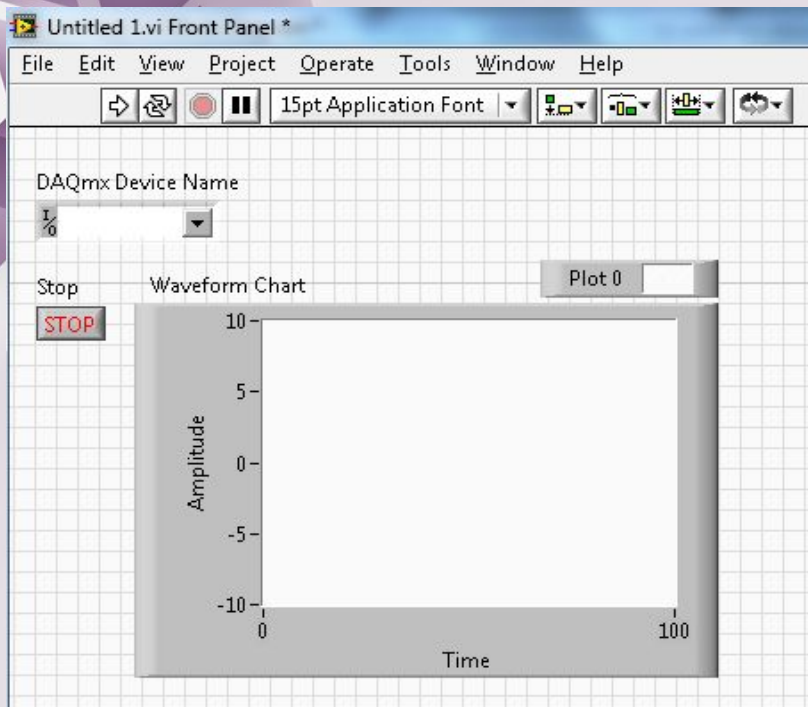 Untitled 1.vi Front Panel *
File Edit View Project Operate Tools Window Help
15pt Application Font
DAQmx Device Name
I/O
Stop
Waveform Chart
Plot 0
STOP
10
5
0
-5
-10
Amplitude
0
100
Time